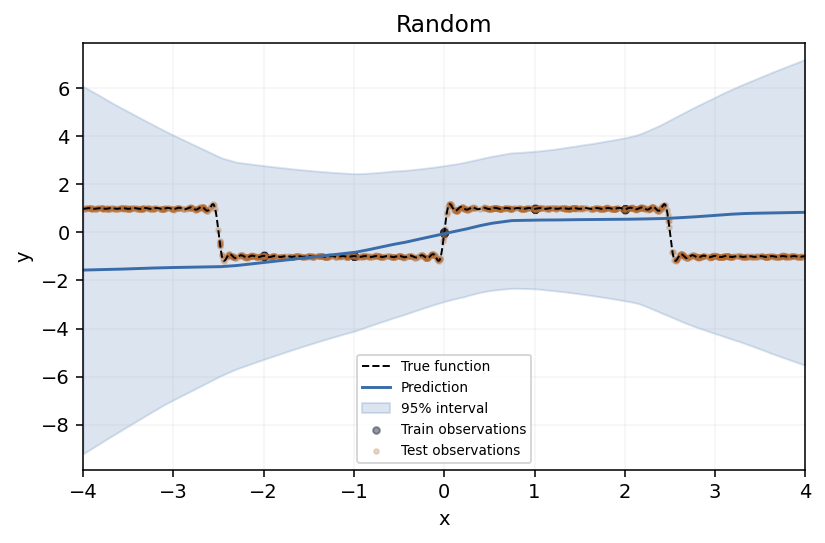 Random
y
6
4
2
0
−2
−4
−6
−8
True function
Prediction
95% interval
Train observations
Test observations
−4 −3 −2 −1 0 1 2 3 4
x